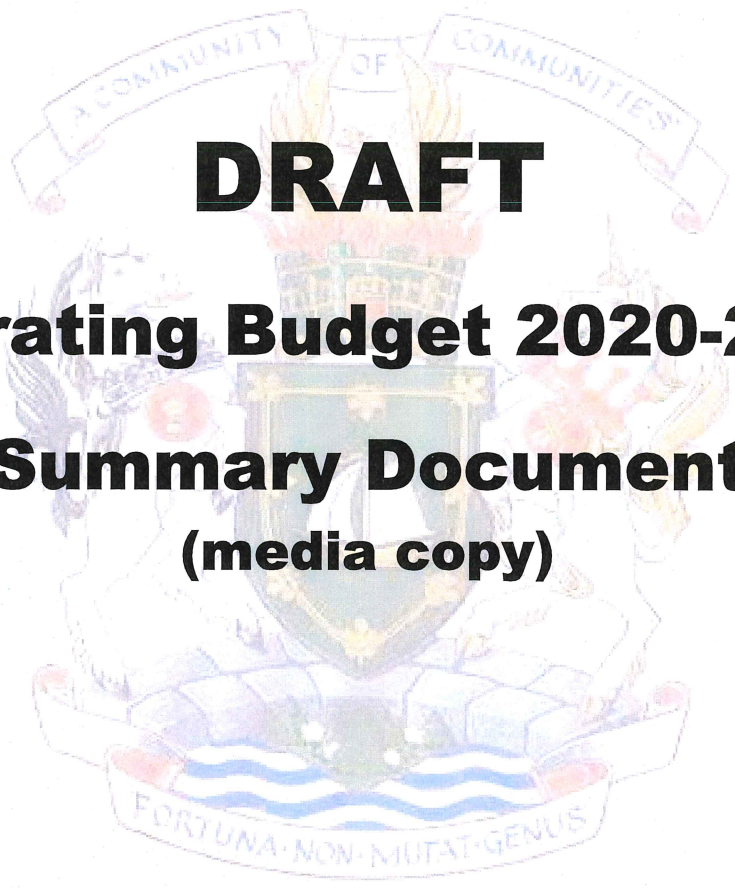 A COMMUNITY OF COMMUNITIES
DRAFT
rating Budget 2020-2
Summary Document
(media copy)
FORTUNA·NON·MUTAT·GENUS